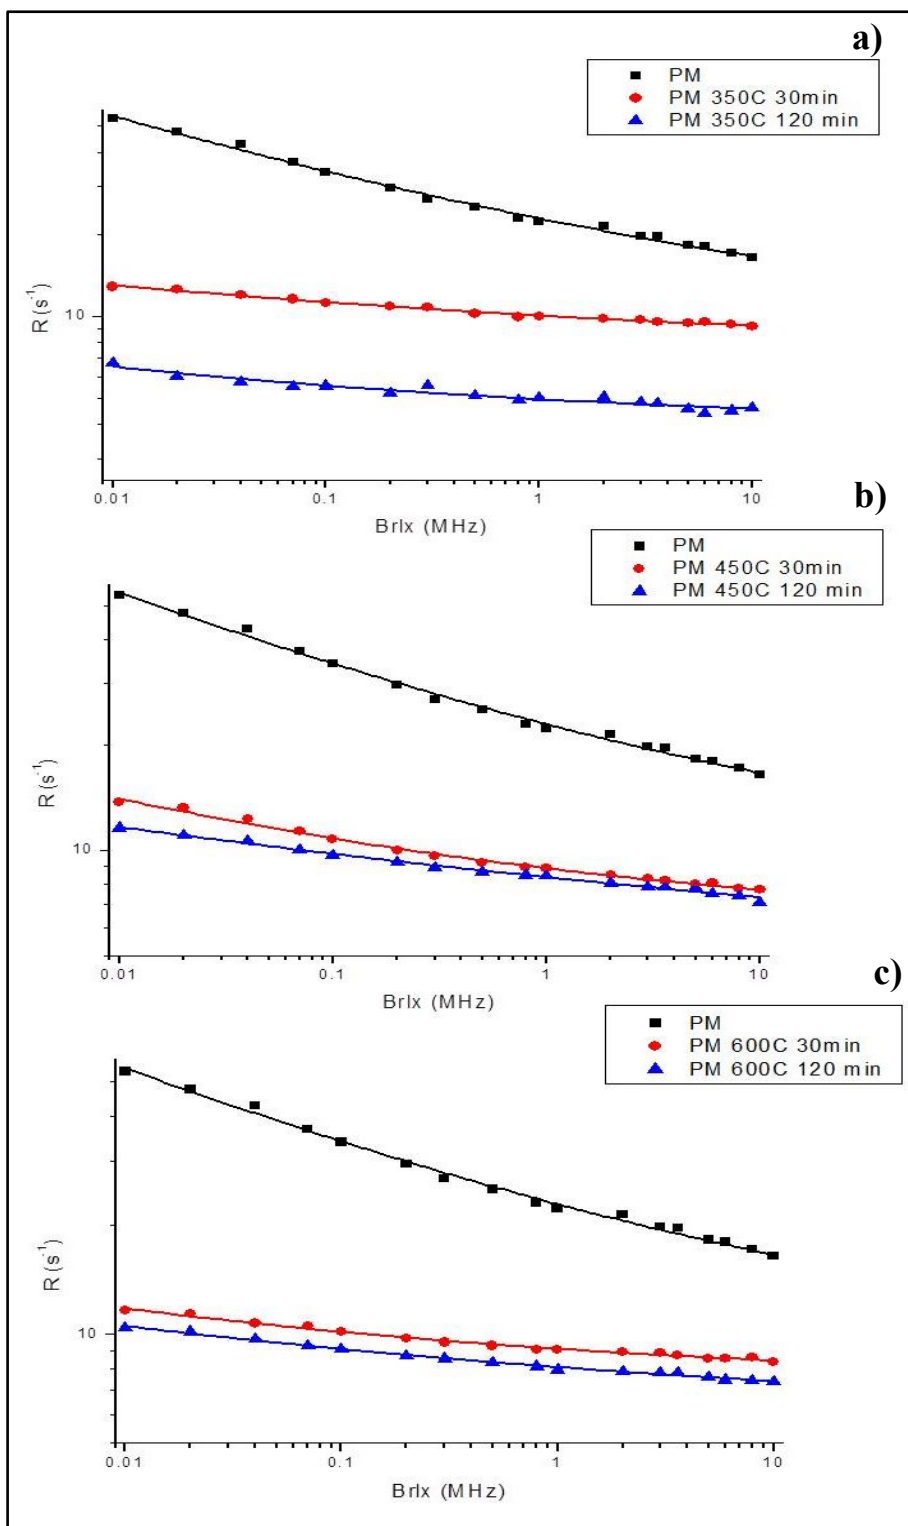 a)
PM
PM 350C 30min
PM 350C 120 min
R(s⁻¹)
10
0.01 0.1 1 10
Brlx (MHz)
b)
PM
PM 450C 30min
PM 450C 120 min
R(s⁻¹)
10
0.01 0.1 1 10
Brlx (MHz)
c)
PM
PM 600C 30min
PM 600C 120 min
R(s⁻¹)
10
0.01 0.1 1 10
Brlx (MHz)